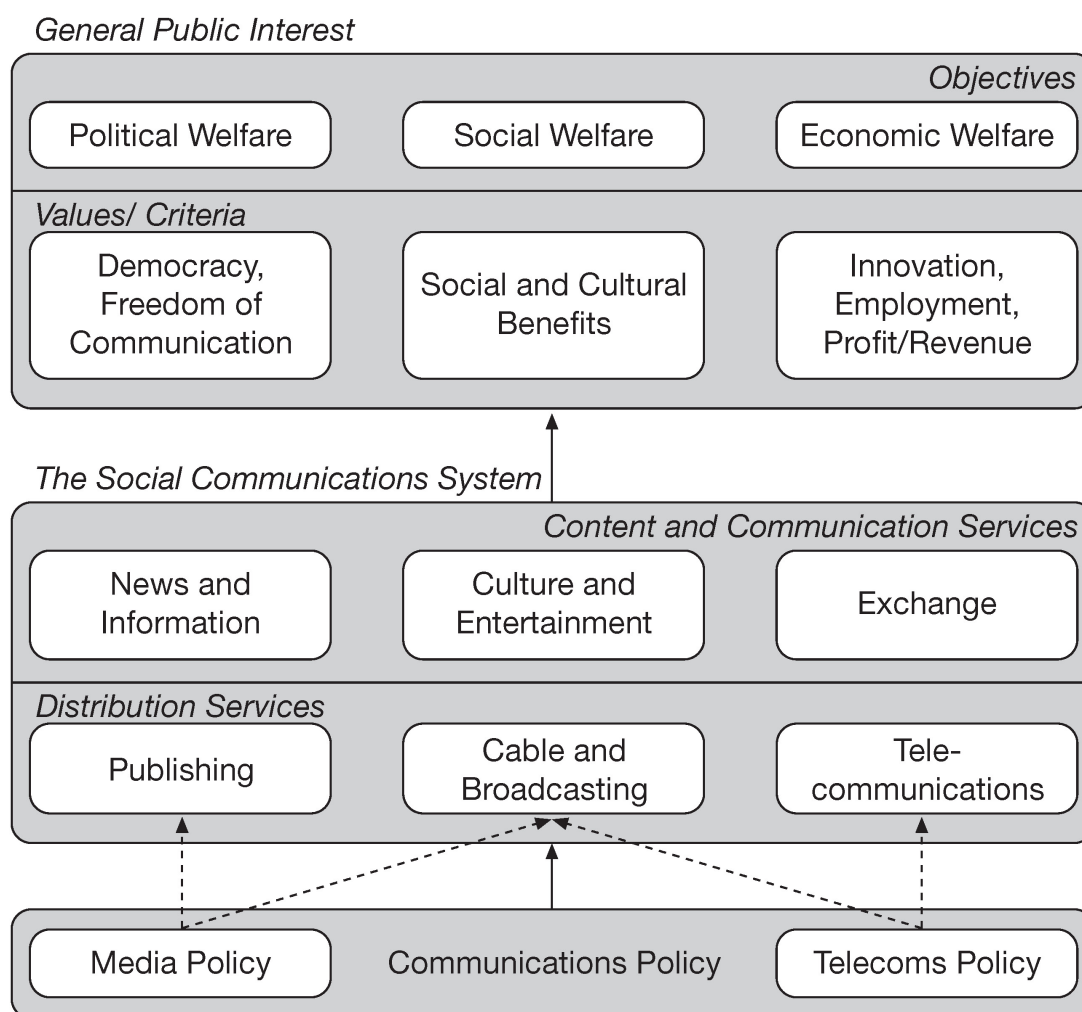 General Public Interest
Objectives
Political Welfare
Social Welfare
Economic Welfare
Values/ Criteria
Democracy,
Freedom of
Communication
Social and Cultural
Benefits
Innovation,
Employment,
Profit/Revenue
The Social Communications System
Content and Communication Services
News and
Information
Culture and
Entertainment
Exchange
Distribution Services
Publishing
Cable and
Broadcasting
Tele-
communications
Media Policy
Communications Policy
Telecoms Policy